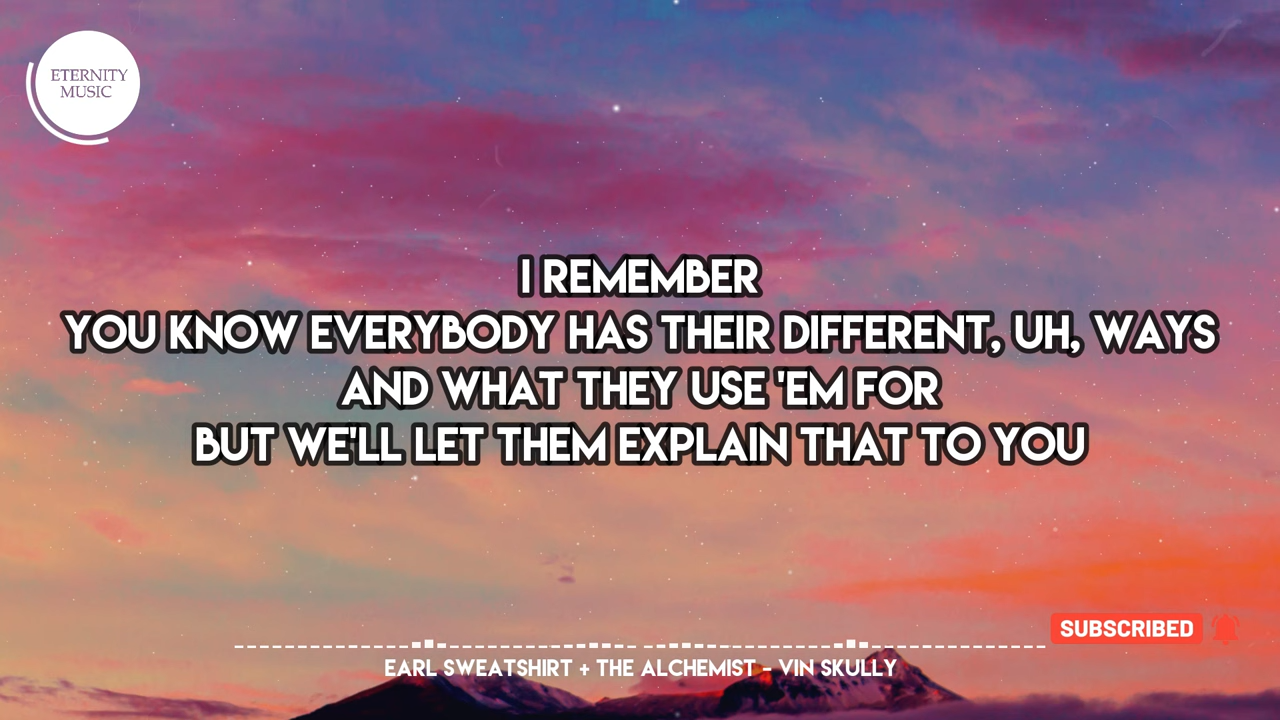 ETERNITY
MUSIC
I REMEMBER
YOU KNOW EVERYBODY HAS THEIR DIFFERENT, UH, WAYS
AND WHAT THEY USE 'EM FOR
BUT WE'LL LET THEM EXPLAIN THAT TO YOU
SUBSCRIBED
EARL SWEATSHIRT + THE ALCHEMIST - VIN SKULLY